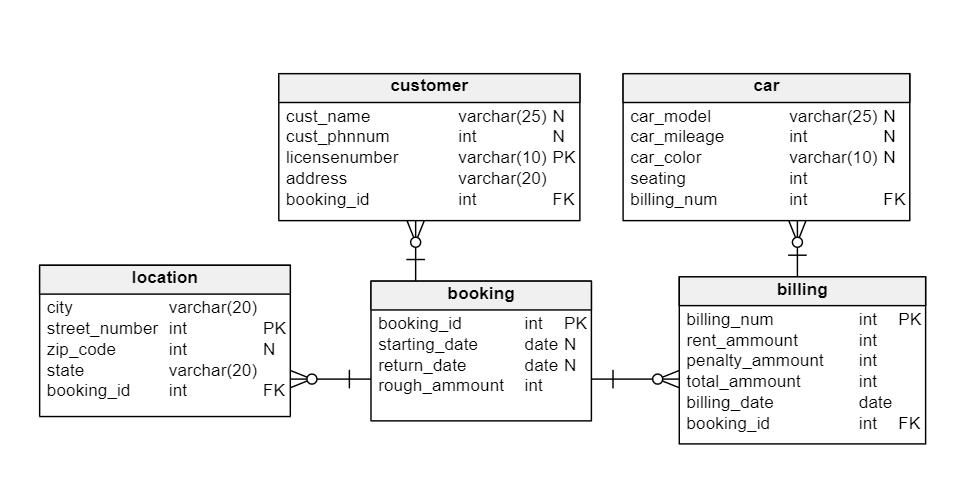 customer
cust_name varchar(25) N
cust_phnnum int N
licensenumber varchar(10) PK
address varchar(20)
booking_id int FK
car
car_model varchar(25) N
car_mileage int N
car_color varchar(10) N
seating int
billing_num int FK
location
city varchar(20)
street_number int PK
zip_code int N
state varchar(20)
booking_id int FK
booking
booking_id int PK
starting_date date N
return_date date N
rough_ammount int
billing
billing_num int PK
rent_ammount int
penalty_ammount int
total_ammount int
billing_date date
booking_id int FK